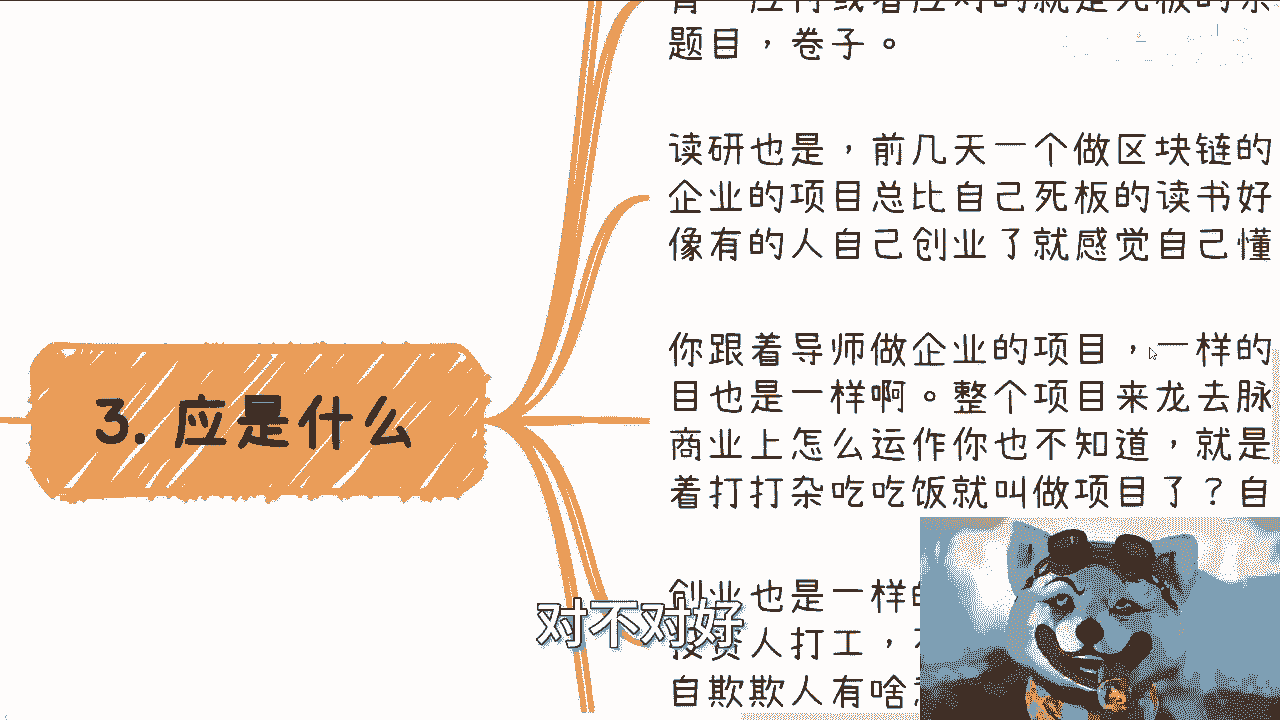 题目，卷子。
读研也是，前几天一个做区块链的
企业的项目总比自己死板的读书好
像有的人自己创业了就感觉自己懂
你跟着导师做企业的项目，一样的
目也是一样啊。整个项目来龙去脉
商业上怎么运作你也不知道，就是
着打打杂吃吃饭就叫做项目了？自
3. 应是什么
创业也是一样
投资人打工，
自欺欺人有啥
对不对好